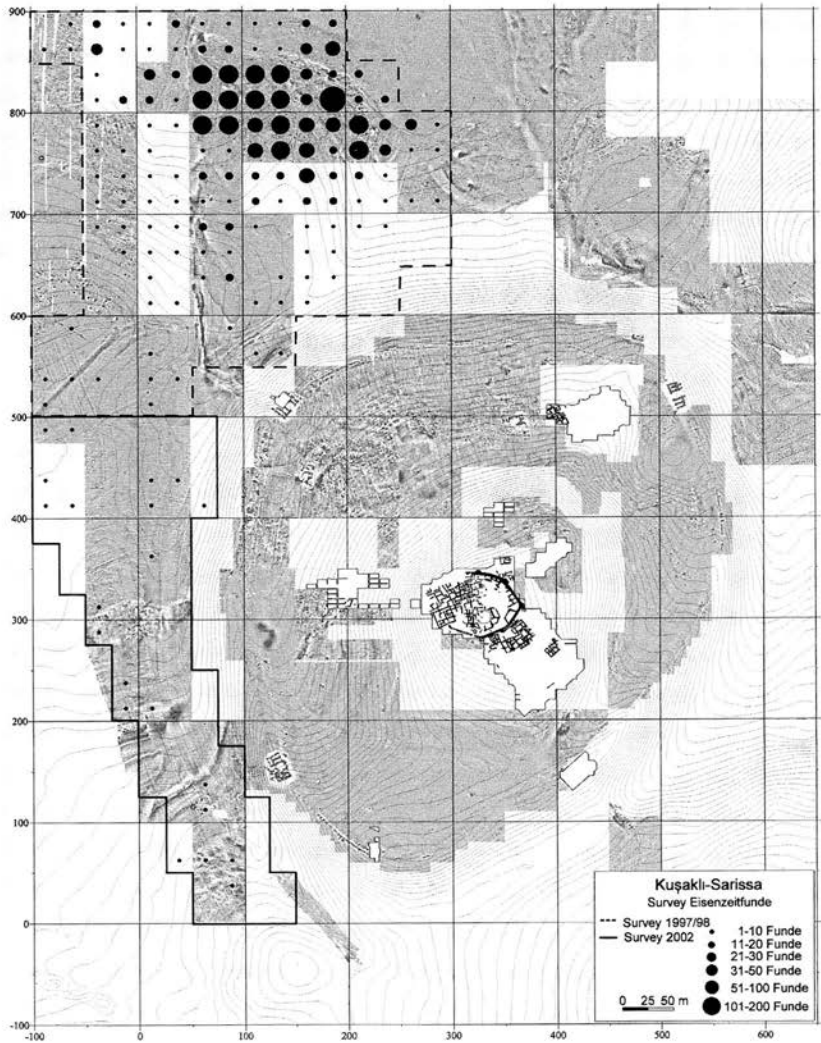 900
800
700
600
500
400
300
200
100
0
-100
-100 0 100 200 300 400 500 600
Kuşaklı-Sarissa
Survey Eisenzeitfunde
Survey 1997/98
Survey 2002
1-10 Funde
11-20 Funde
21-30 Funde
31-50 Funde
51-100 Funde
101-200 Funde
0 25 50 m